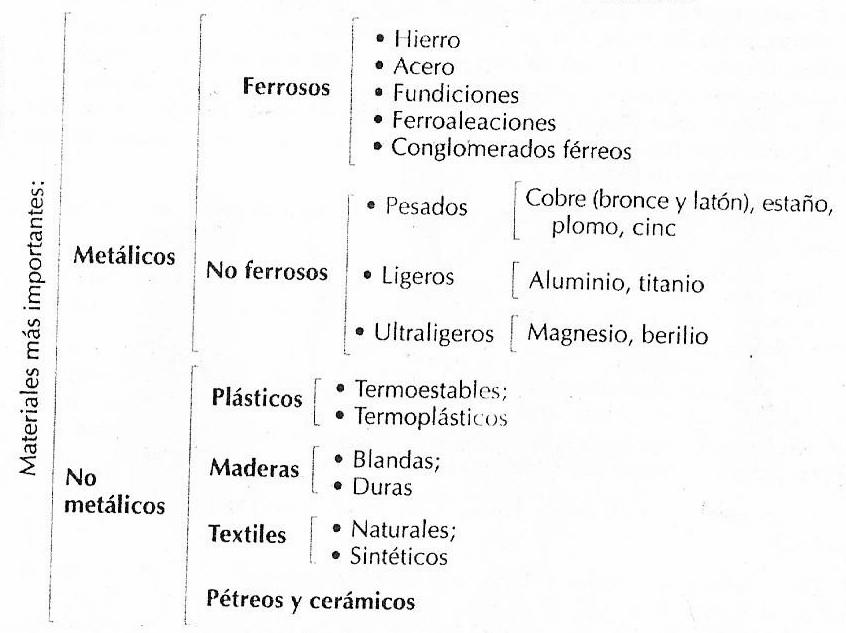 Materiales más importantes:
Metálicos
Ferrosos
• Hierro
• Acero
• Fundiciones
• Ferroaleaciones
• Conglomerados férreos
No ferrosos
• Pesados
Cobre (bronce y latón), estaño,
plomo, cinc
• Ligeros
Aluminio, titanio
• Ultraligeros
Magnesio, berilio
No
metálicos
Plásticos
• Termoestables;
• Termoplásticos
Maderas
• Blandas;
• Duras
Textiles
• Naturales;
• Sintéticos
Pétreos y cerámicos